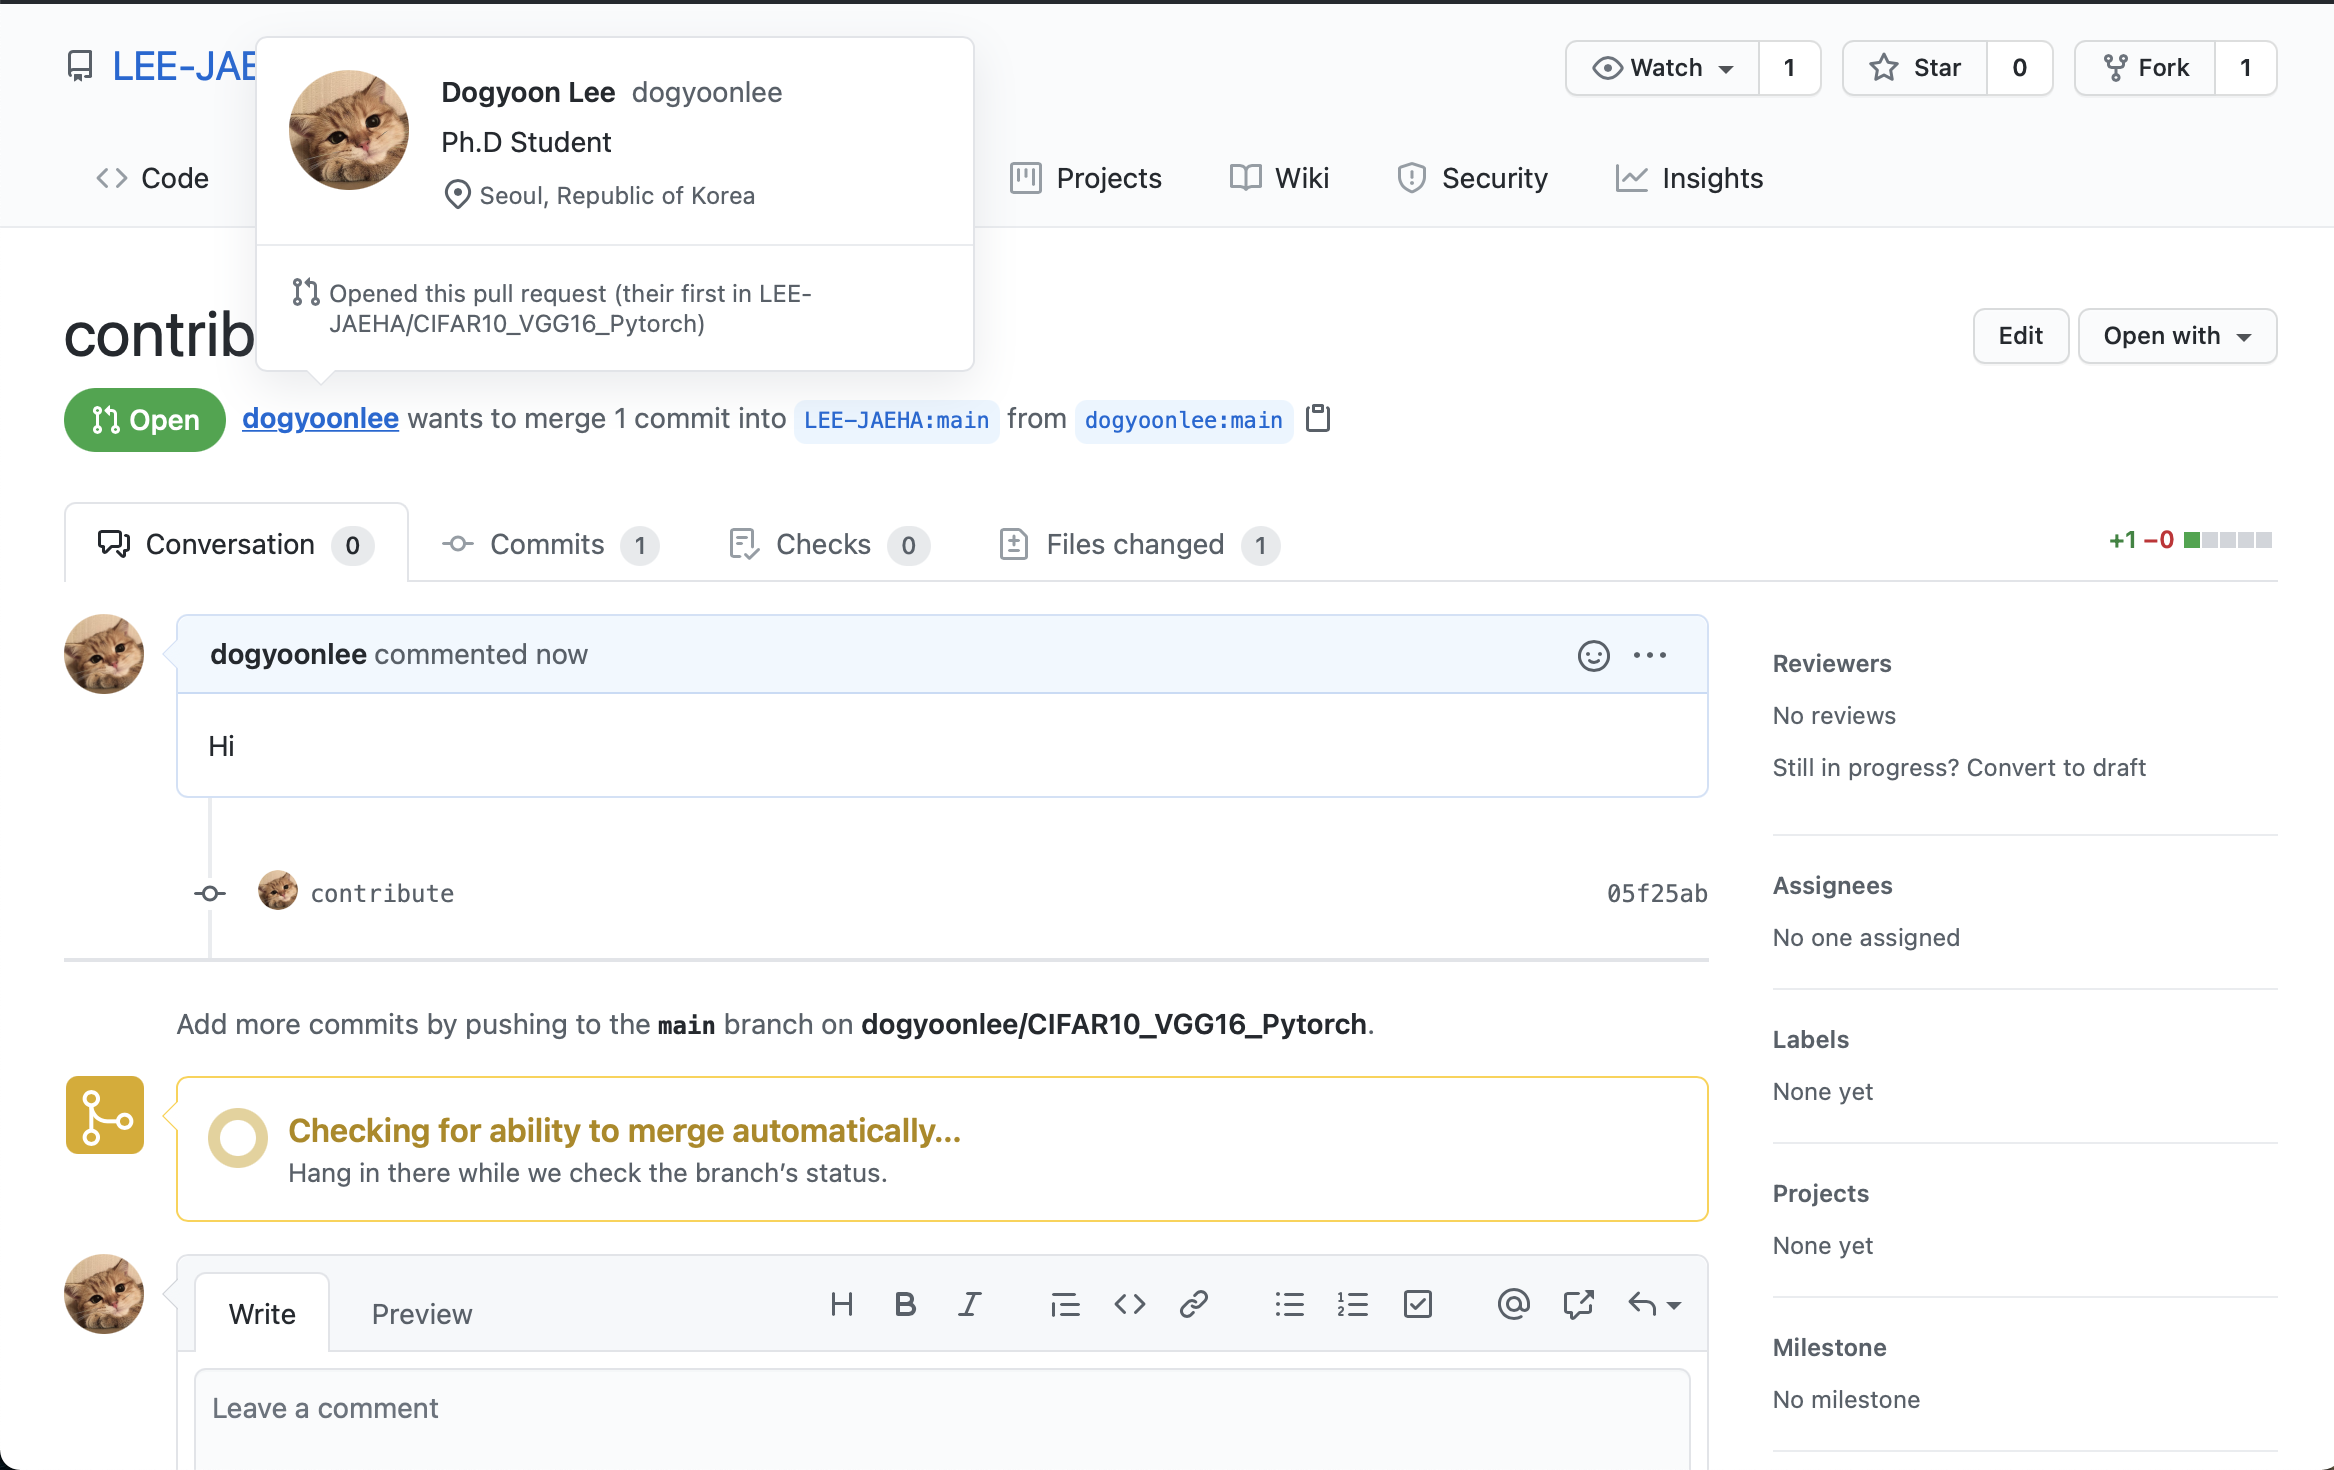 LEE-JAE
Watch 1
Star 0
Fork 1
Dogyoon Lee dogyoonlee
Ph.D Student
Seoul, Republic of Korea
Opened this pull request (their first in LEE-
JAEHA/CIFAR10_VGG16_Pytorch)
Code
Projects
Wiki
Security
Insights
contrib
Edit
Open with
Open
dogyoonlee wants to merge 1 commit into LEE-JAEHA:main from dogyoonlee:main
Conversation 0
Commits 1
Checks 0
Files changed 1
+1 −0
dogyoonlee commented now
Hi
contribute 05f25ab
Add more commits by pushing to the main branch on dogyoonlee/CIFAR10_VGG16_Pytorch.
Checking for ability to merge automatically...
Hang in there while we check the branch’s status.
Write
Preview
Leave a comment
Reviewers
No reviews
Still in progress? Convert to draft
Assignees
No one assigned
Labels
None yet
Projects
None yet
Milestone
No milestone